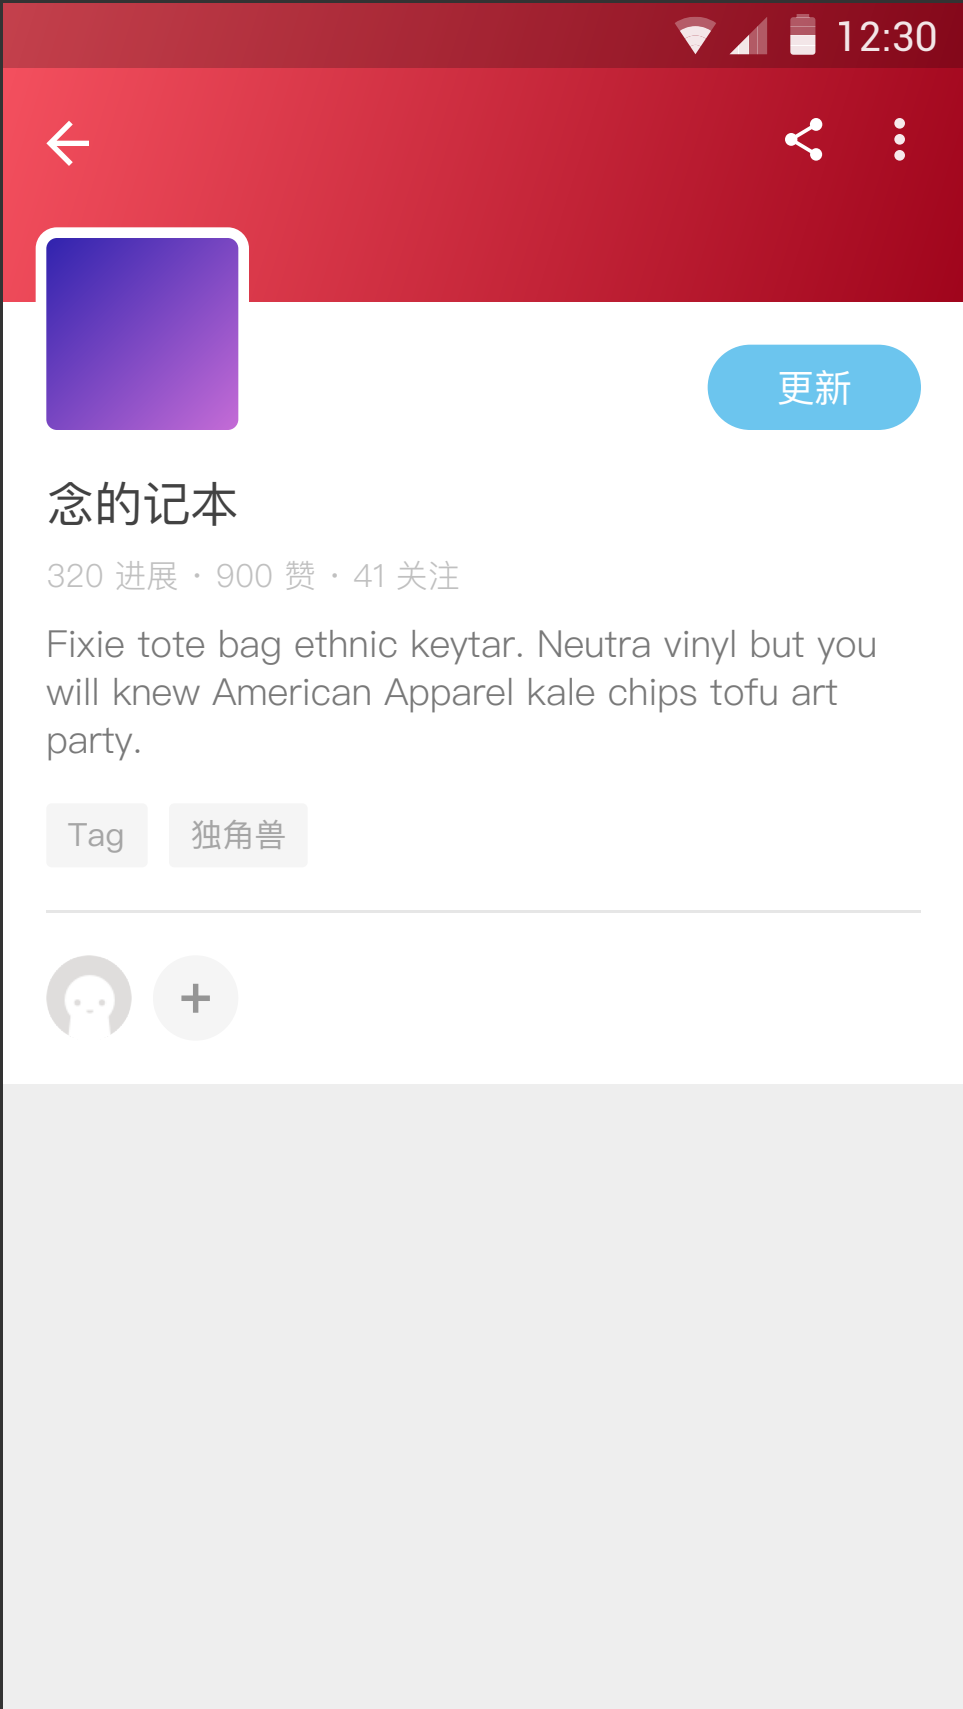 12:30
更新
念的记本
320 进展 · 900 赞 · 41 关注
Fixie tote bag ethnic keytar. Neutra vinyl but you
will knew American Apparel kale chips tofu art
party.
Tag 独角兽